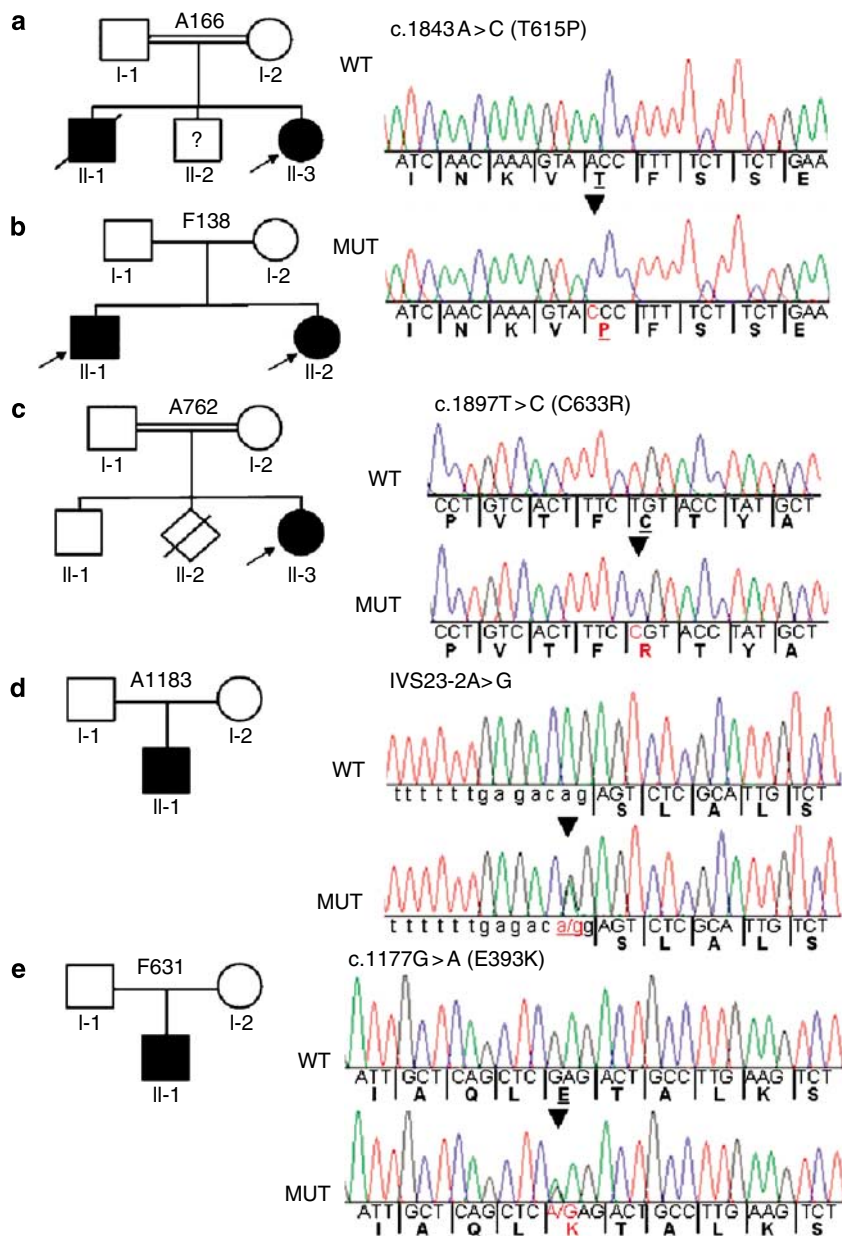 a
A166
I-1
I-2
?
II-1
II-2
II-3
c.1843A>C (T615P)
WT
ATC AAC AAA GTA ACC TTT TCT TCT GAA
I N K V T F S S E
b
F138
I-1
I-2
II-1
II-2
MUT
ATC AAC AAA GTA CCC TTT TCT TCT GAA
I N K V P F S S E
c
A762
I-1
I-2
II-1
II-2
II-3
c.1897T>C (C633R)
WT
CCT GTC ACT TTC TGT ACC TAT GCT
P V T F C T Y A
MUT
CCT GTC ACT TTC CGT ACC TAT GCT
P V T F R T Y A
d
A1183
I-1
I-2
II-1
IVS23-2A>G
WT
t t t t t t g a g a c a g AGT CTC GCA TTG TCT
S L A L S
MUT
t t t t t t g a g a c a/g g AGT CTC GCA TTG TCT
S L A L S
e
F631
I-1
I-2
II-1
c.1177G>A (E393K)
WT
ATT GCT CAG CTC GAG ACT GCC TTG AAG TCT
I A Q L E T A L K S
MUT
ATT GCT CAG CTC A/GAG ACT GCC TTG AAG TCT
I A Q L K T A L K S